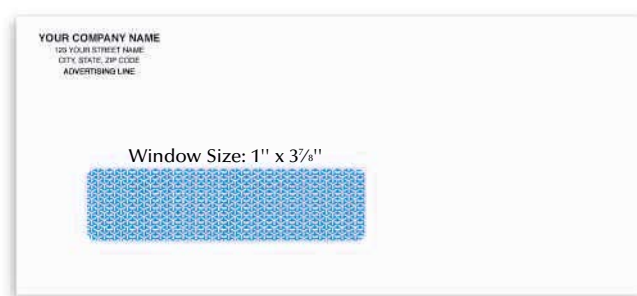 YOUR COMPANY NAME
123 YOUR STREET NAME
CITY, STATE, ZIP CODE
ADVERTISING LINE
Window Size: 1'' x 3⅞''